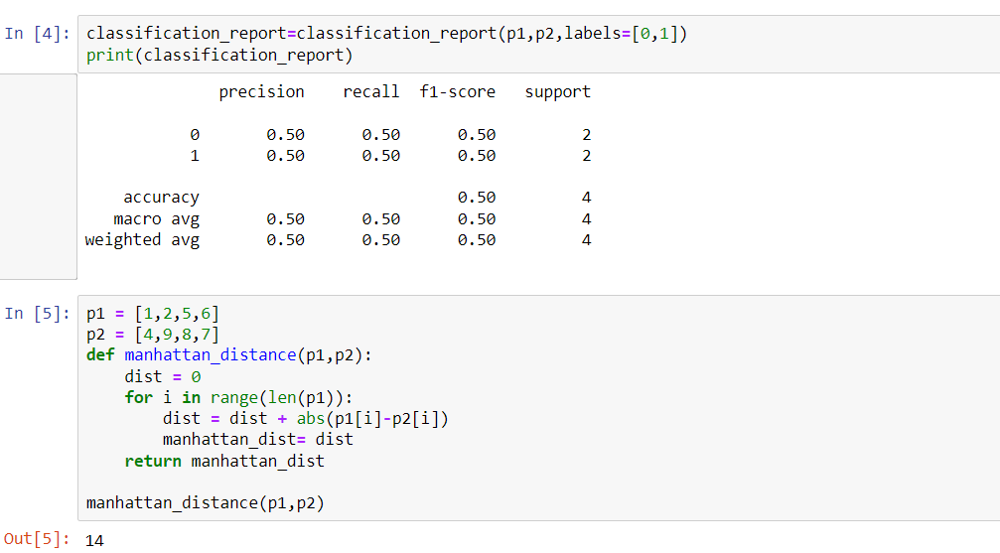 In [4]: classification_report=classification_report(p1,p2,labels=[0,1])
print(classification_report)
precision recall f1-score support
0 0.50 0.50 0.50 2
1 0.50 0.50 0.50 2
accuracy 0.50 4
macro avg 0.50 0.50 0.50 4
weighted avg 0.50 0.50 0.50 4
In [5]: p1 = [1,2,5,6]
p2 = [4,9,8,7]
def manhattan_distance(p1,p2):
    dist = 0
    for i in range(len(p1)):
        dist = dist + abs(p1[i]-p2[i])
        manhattan_dist= dist
    return manhattan_dist
manhattan_distance(p1,p2)
Out[5]: 14